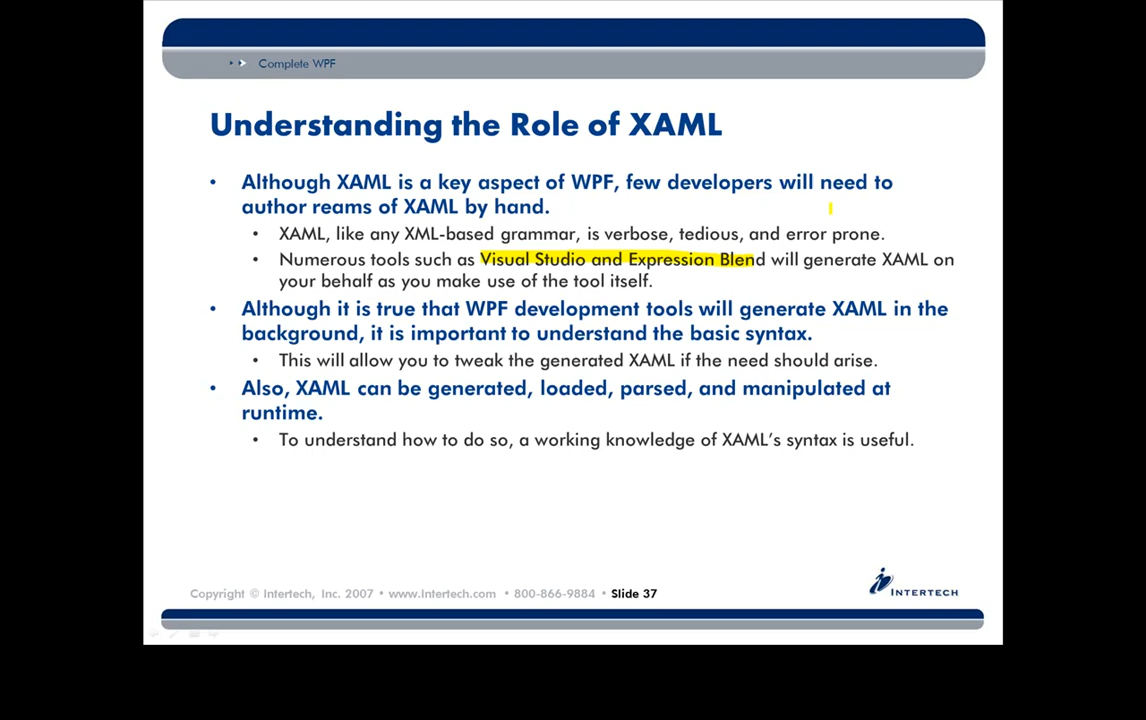 Complete WPF
Understanding the Role of XAML
• Although XAML is a key aspect of WPF, few developers will need to
author reams of XAML by hand.
• XAML, like any XML-based grammar, is verbose, tedious, and error prone.
• Numerous tools such as Visual Studio and Expression Blend will generate XAML on
your behalf as you make use of the tool itself.
• Although it is true that WPF development tools will generate XAML in the
background, it is important to understand the basic syntax.
• This will allow you to tweak the generated XAML if the need should arise.
• Also, XAML can be generated, loaded, parsed, and manipulated at
runtime.
• To understand how to do so, a working knowledge of XAML's syntax is useful.
Copyright © Intertech, Inc. 2007 • www.Intertech.com • 800-866-9884 • Slide 37
INTERTECH